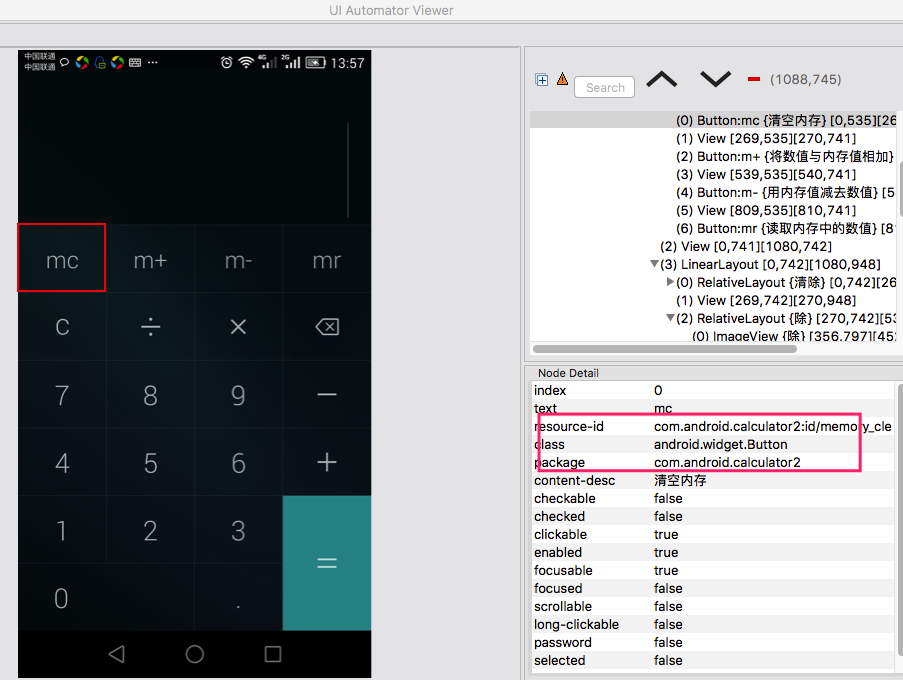 UI Automator Viewer
中国联通
中国联通
4G 2G 13:57
mc m+ m- mr
C ÷ ×
7 8 9 −
4 5 6 +
1 2 3
=
0 .
Search
(1088,745)
(0) Button:mc {清空内存} [0,535][26
(1) View [269,535][270,741]
(2) Button:m+ {将数值与内存值相加}
(3) View [539,535][540,741]
(4) Button:m- {用内存值减去数值} [5
(5) View [809,535][810,741]
(6) Button:mr {读取内存中的数值} [8
(2) View [0,741][1080,742]
(3) LinearLayout [0,742][1080,948]
(0) RelativeLayout {清除} [0,742][26
(1) View [269,742][270,948]
(2) RelativeLayout {除} [270,742][53
(0) ImageView {除} [356,797][453
Node Detail
index 0
text mc
resource-id com.android.calculator2:id/memory_cle
class android.widget.Button
package com.android.calculator2
content-desc 清空内存
checkable false
checked false
clickable true
enabled true
focusable true
focused false
scrollable false
long-clickable false
password false
selected false